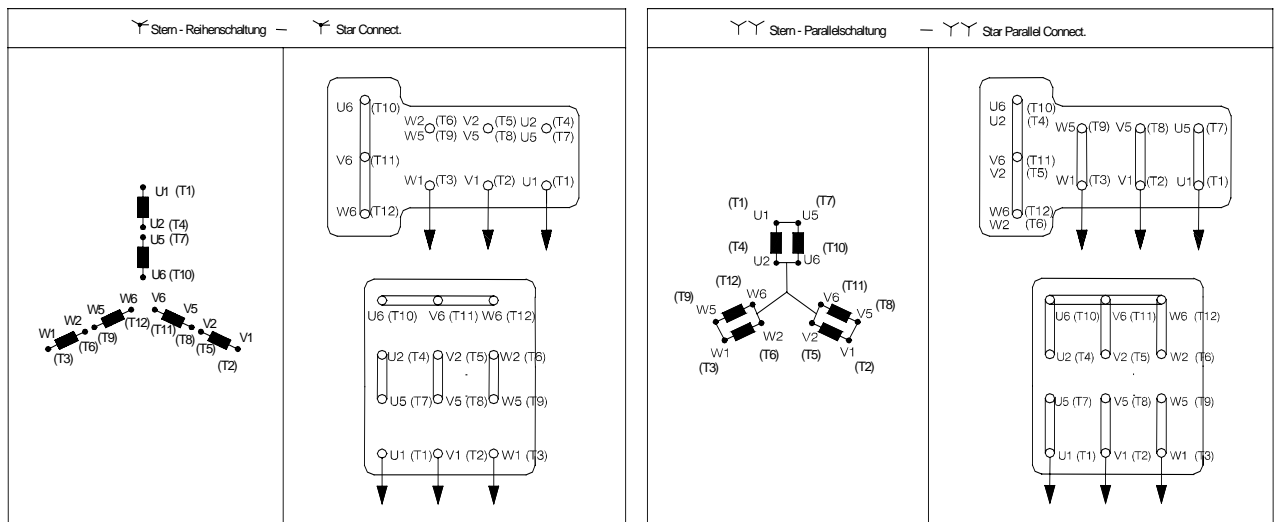 Stern - Reihenschaltung – Star Connect.
U1 (T1)
U2 (T4)
U5 (T7)
U6 (T10)
W1 W2 W5 W6 V6 V5 V2 V1
(T3) (T6) (T9) (T12) (T11) (T8) (T5) (T2)
U6 (T10)
W2 (T6) V2 (T5) U2 (T4)
W5 (T9) V5 (T8) U5 (T7)
V6 (T11)
W1 (T3) V1 (T2) U1 (T1)
W6 (T12)
U6 (T10) V6 (T11) W6 (T12)
U2 (T4) V2 (T5) W2 (T6)
U5 (T7) V5 (T8) W5 (T9)
U1 (T1) V1 (T2) W1 (T3)
Stern - Parallelschaltung – Star Parallel Connect.
(T1) (T7)
U1 U5
(T4) (T10)
U2 U6
(T12) (T11)
(T9) W6 V6 (T8)
W5 V5
W2 V2
W1 (T6) (T5) V1
(T3) (T2)
U6 (T10)
U2 (T4)
W5 (T9) V5 (T8) U5 (T7)
V6 (T11)
V2 (T5)
W1 (T3) V1 (T2) U1 (T1)
W6 (T12)
W2 (T6)
U6 (T10) V6 (T11) W6 (T12)
U2 (T4) V2 (T5) W2 (T6)
U5 (T7) V5 (T8) W5 (T9)
U1 (T1) V1 (T2) W1 (T3)